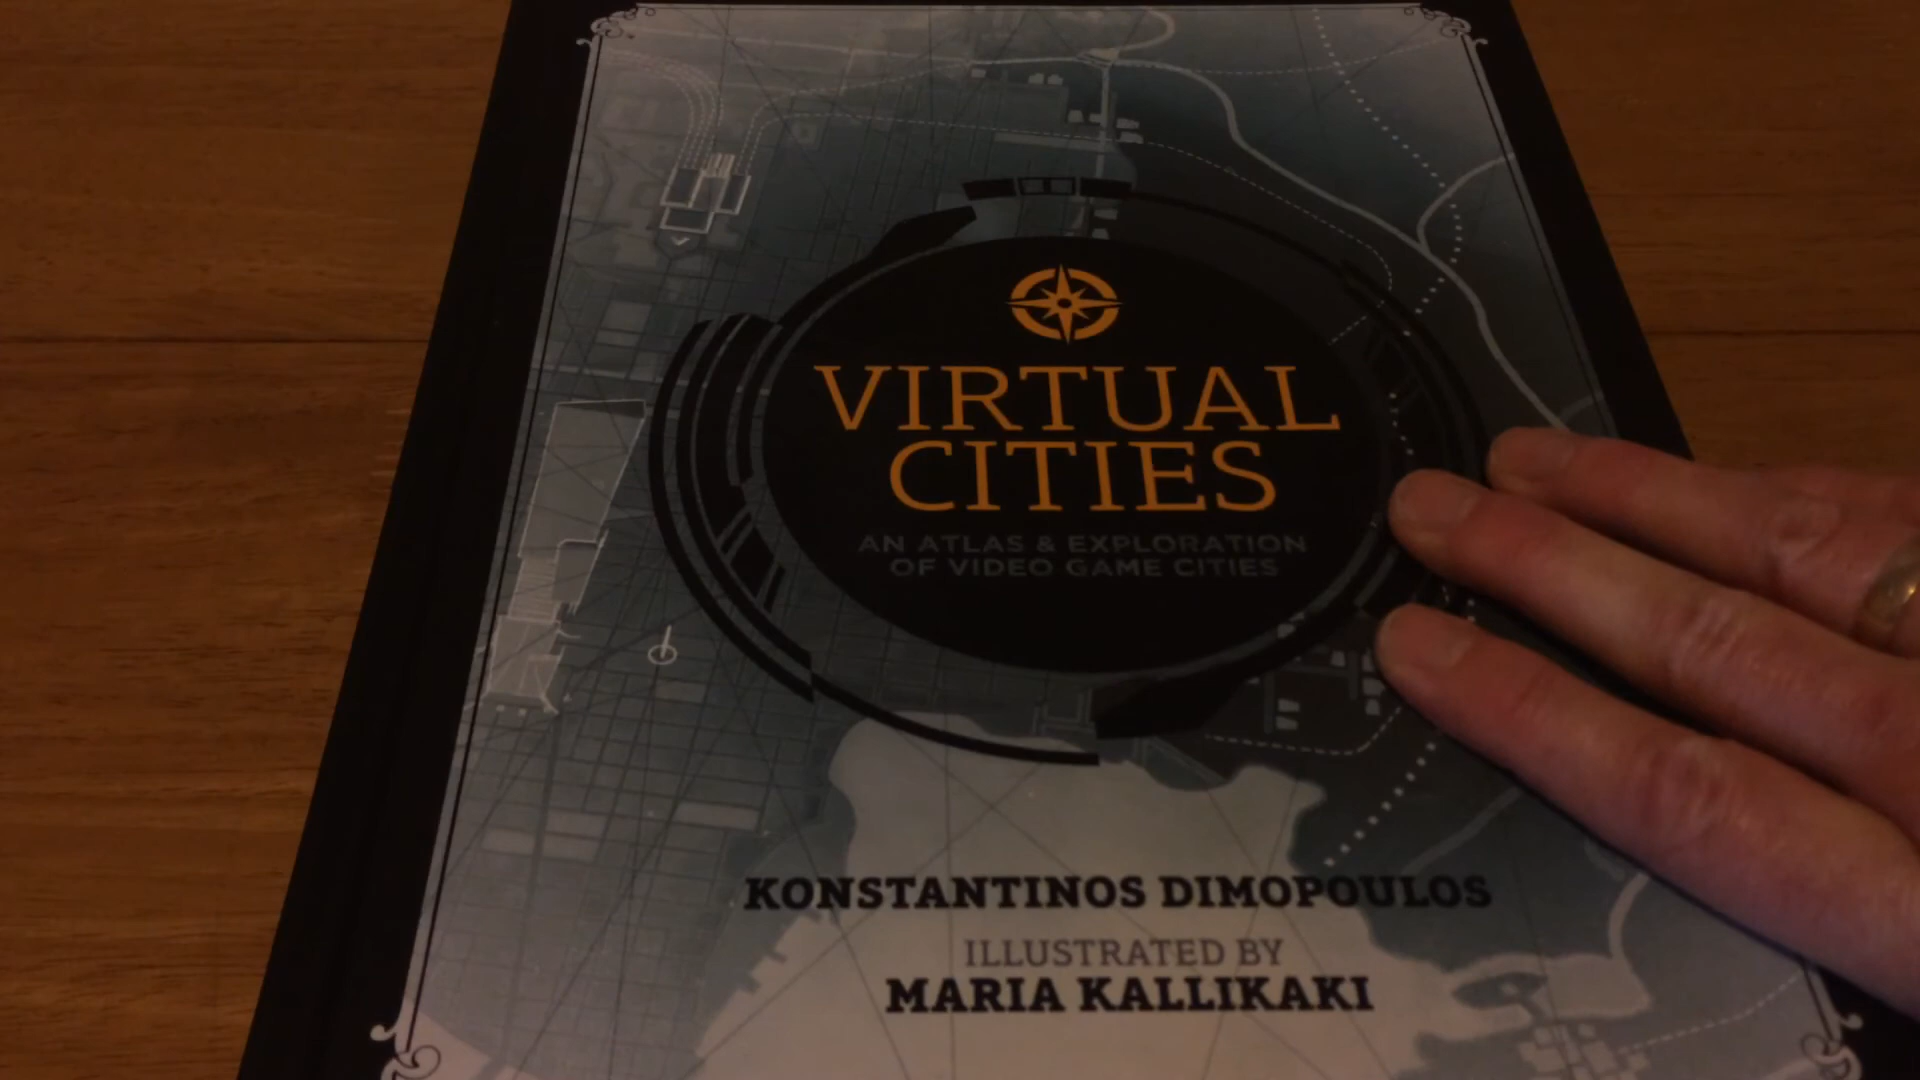 VIRTUAL
CITIES
AN ATLAS & EXPLORATION
OF VIDEO GAME CITIES
KONSTANTINOS DIMOPOULOS
ILLUSTRATED BY
MARIA KALLIKAKI